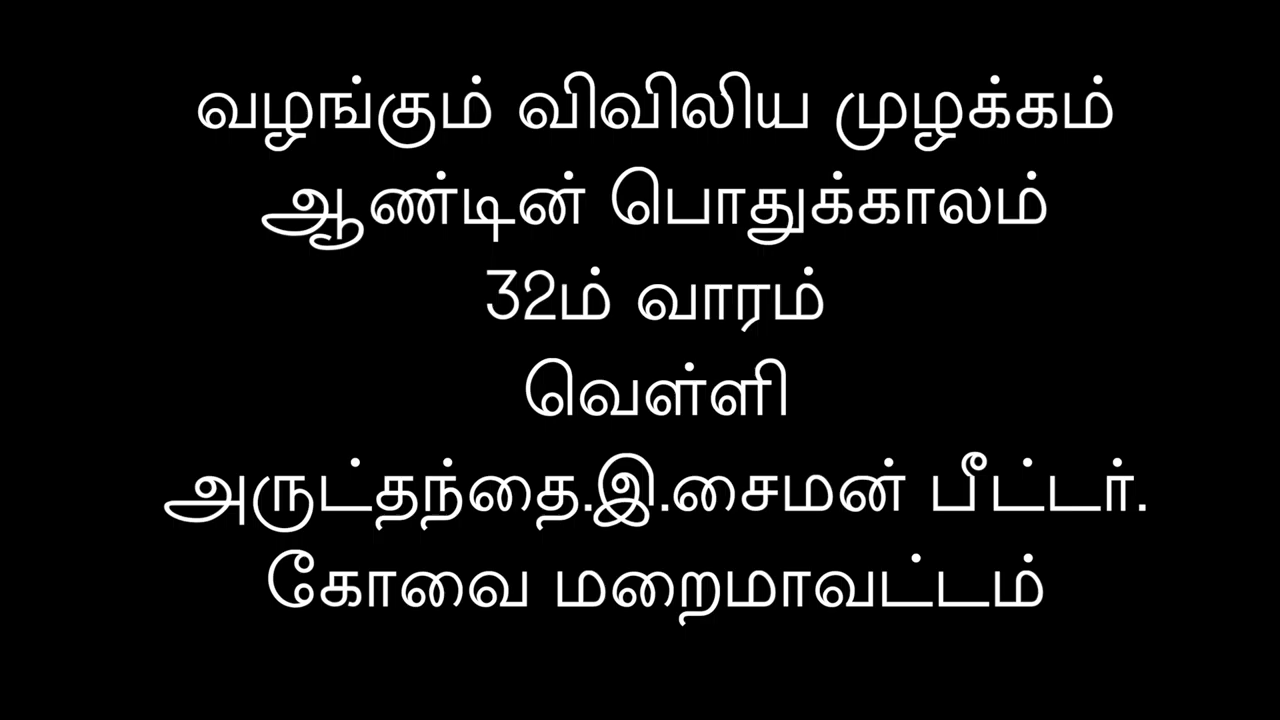 வழங்கும் விவிலிய முழக்கம்
ஆண்டின் பொதுக்காலம்
32ம் வாரம்
வெள்ளி
அருட்தந்தை.இ.சைமன் பீட்டர்.
கோவை மறைமாவட்டம்